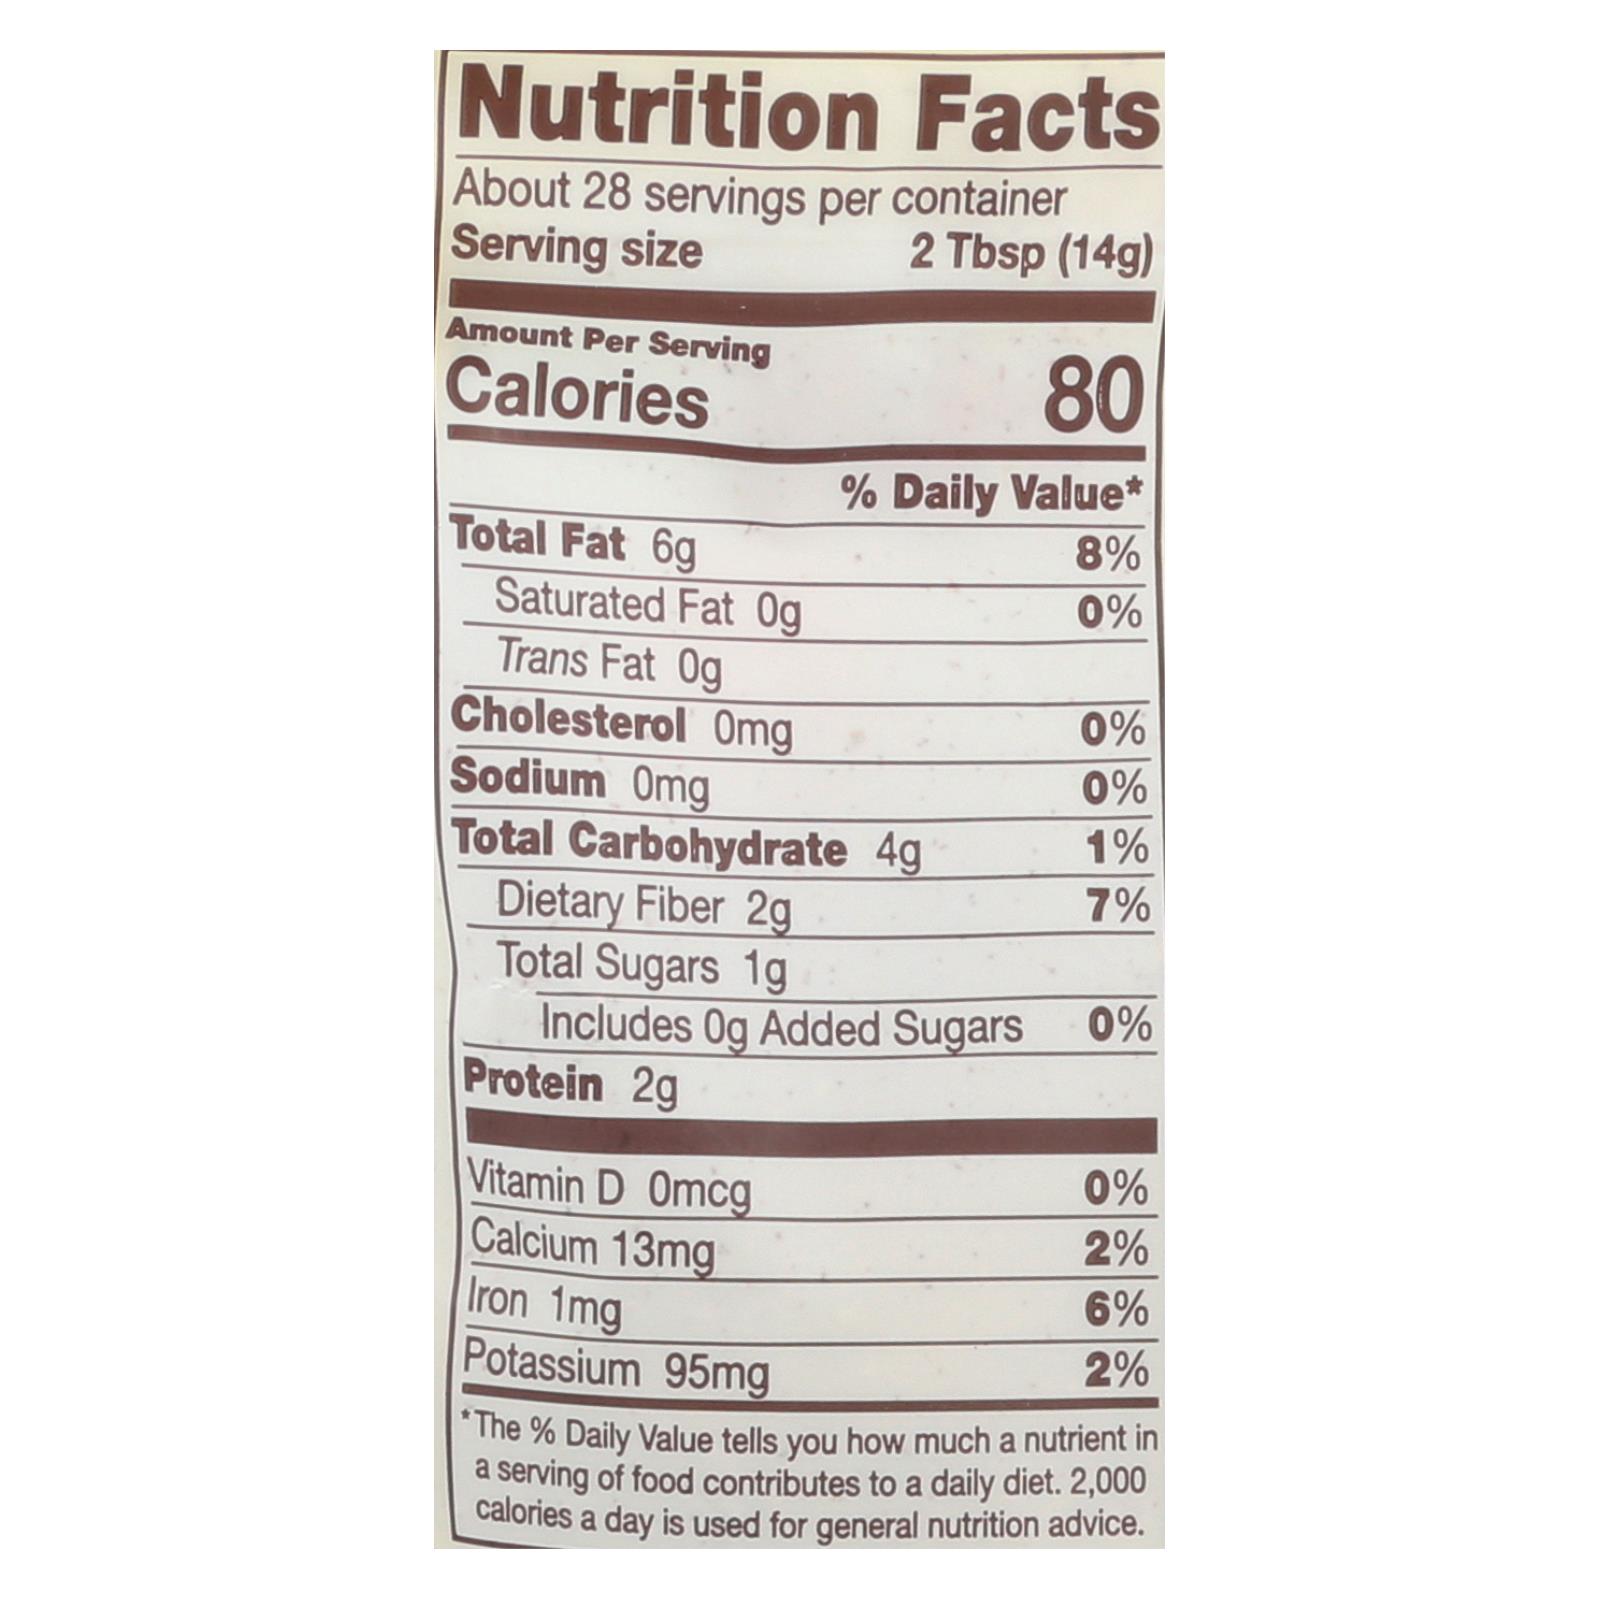 Nutrition Facts
About 28 servings per container
Serving size 2 Tbsp (14g)
Amount Per Serving
Calories 80
% Daily Value*
Total Fat 6g 8%
Saturated Fat 0g 0%
Trans Fat 0g
Cholesterol 0mg 0%
Sodium 0mg 0%
Total Carbohydrate 4g 1%
Dietary Fiber 2g 7%
Total Sugars 1g
Includes 0g Added Sugars 0%
Protein 2g
Vitamin D 0mcg 0%
Calcium 13mg 2%
Iron 1mg 6%
Potassium 95mg 2%
*The % Daily Value tells you how much a nutrient in
a serving of food contributes to a daily diet. 2,000
calories a day is used for general nutrition advice.